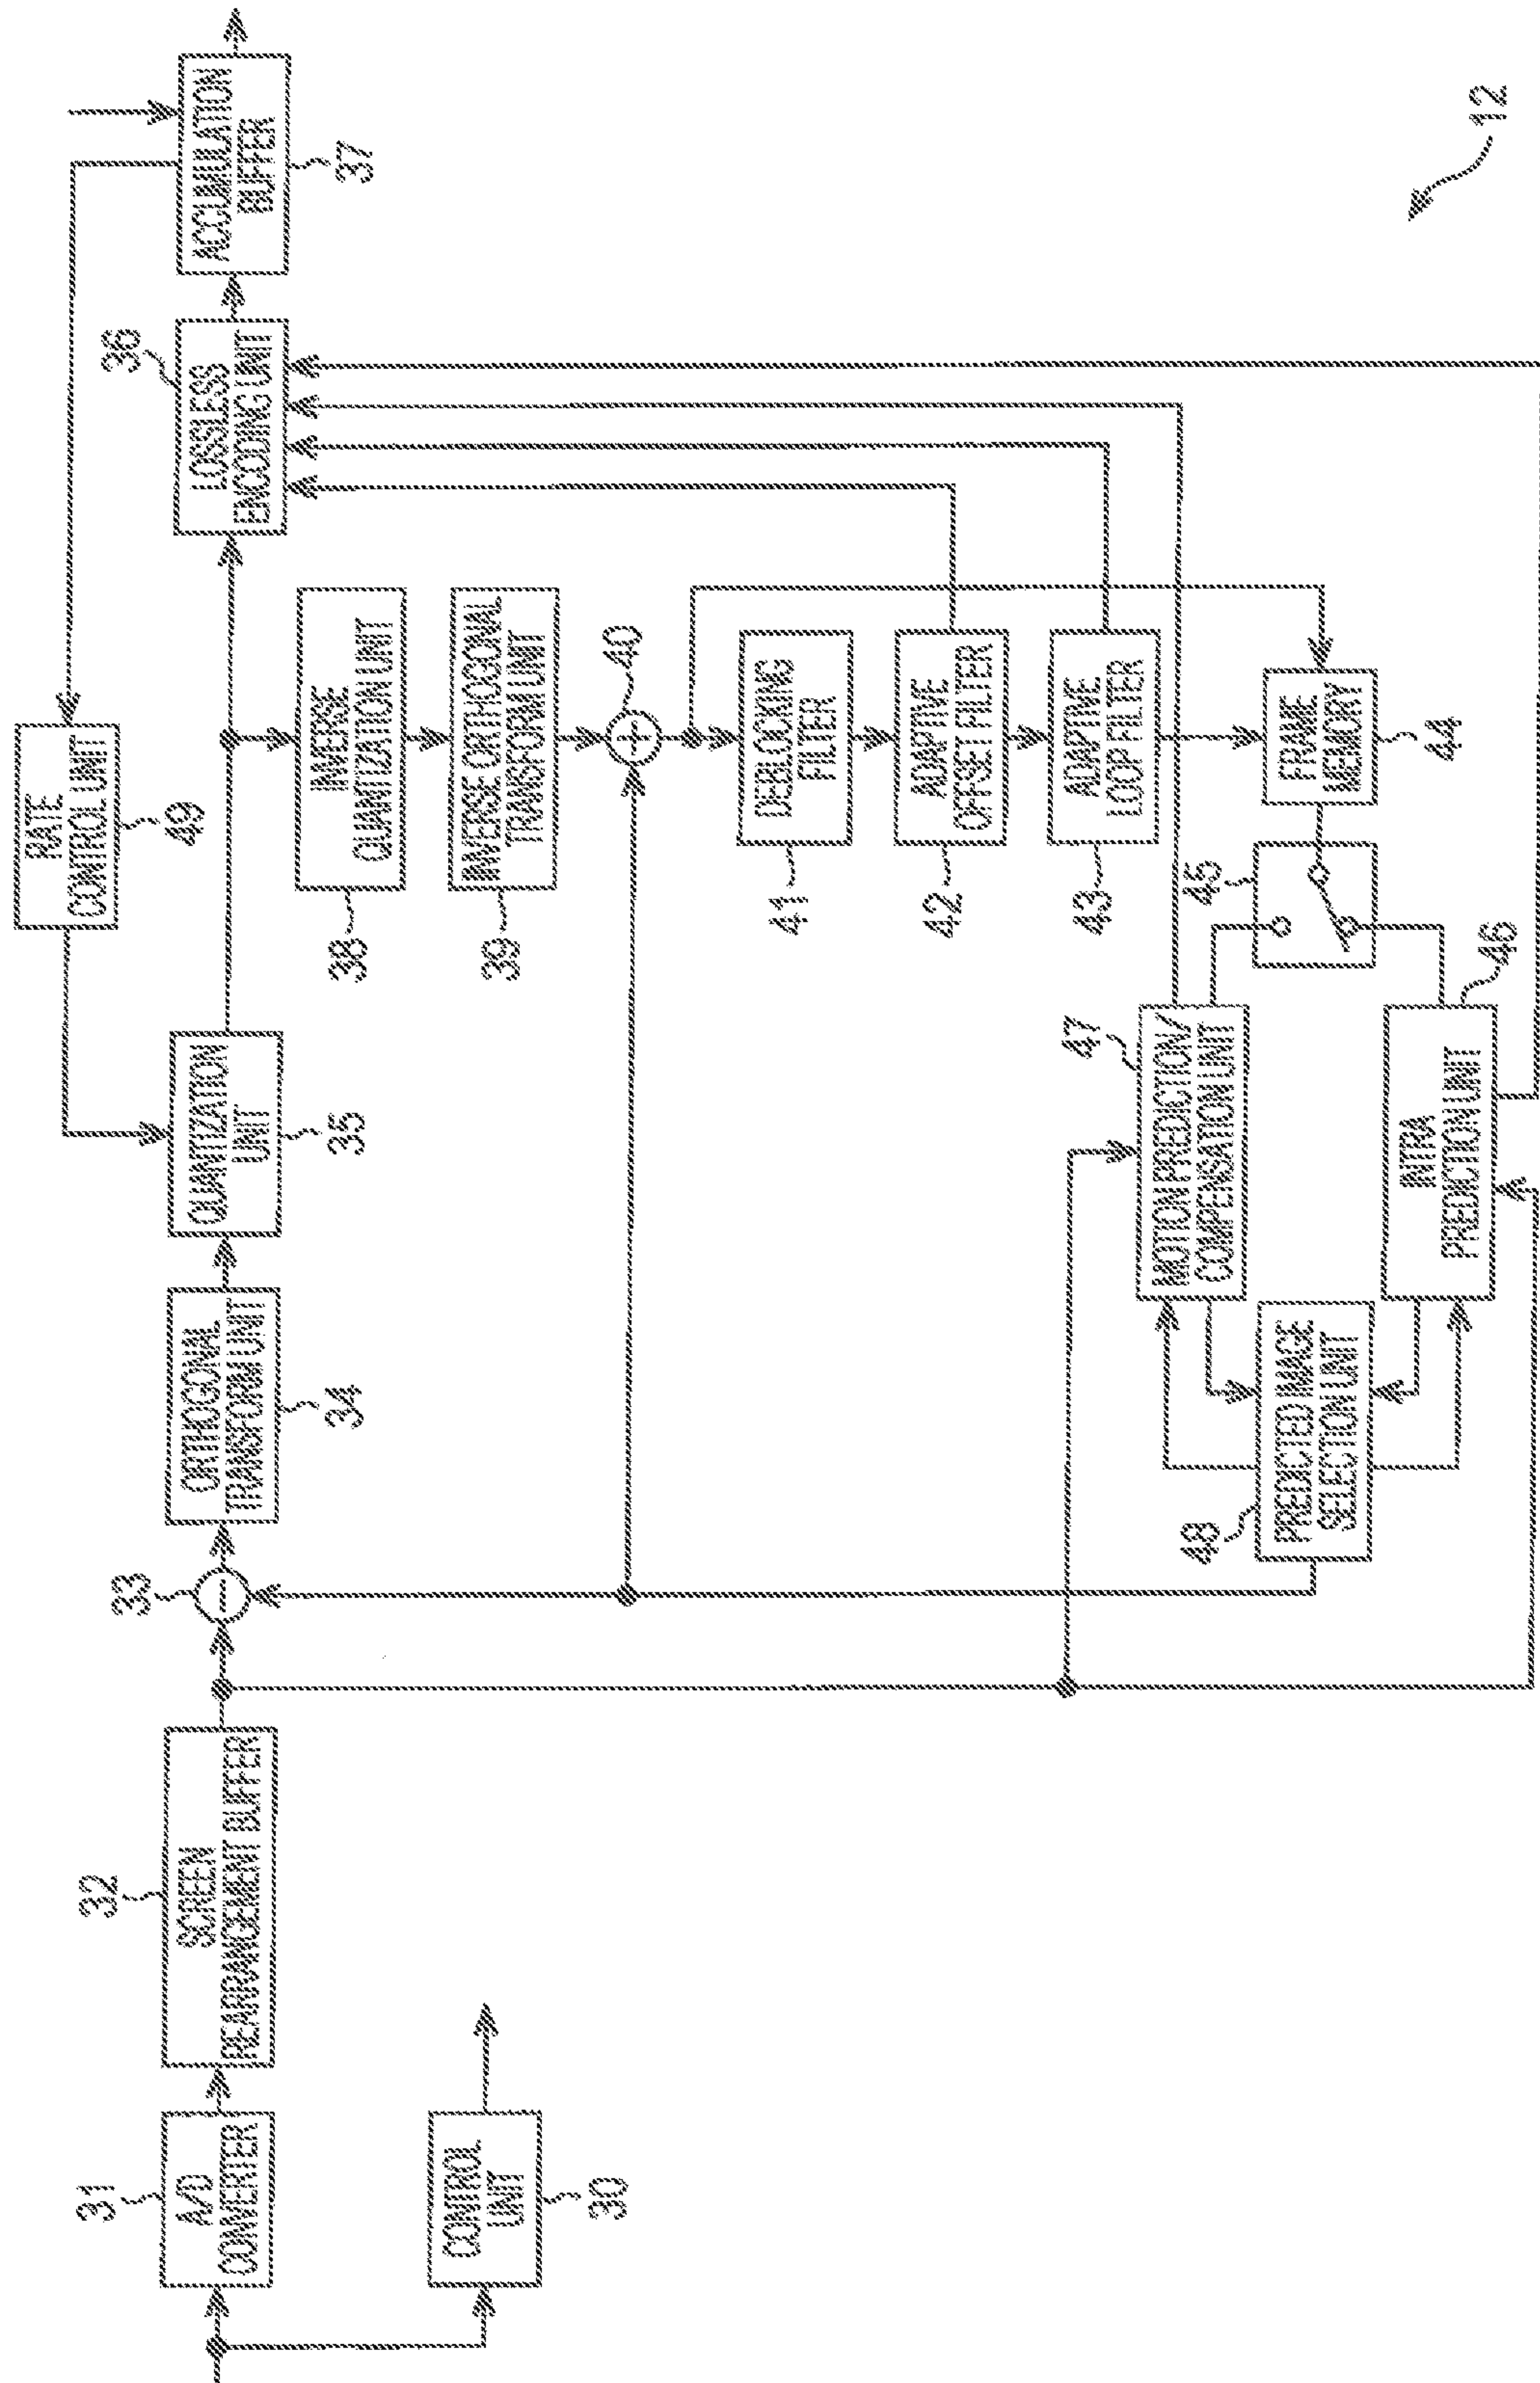 12
RATE
CONTROL UNIT
49
31
A/D
CONVERTER
32
SCREEN
REARRANGEMENT BUFFER
33
ORTHOGONAL
TRANSFORM UNIT
34
QUANTIZATION
UNIT
35
36
LOSSLESS
ENCODING UNIT
ACCUMULATION
BUFFER
37
CONTROL
UNIT
30
INVERSE
QUANTIZATION UNIT
38
INVERSE ORTHOGONAL
TRANSFORM UNIT
39
40
DEBLOCKING
FILTER
41
ADAPTIVE
OFFSET FILTER
42
ADAPTIVE
LOOP FILTER
43
FRAME
MEMORY
44
45
47
MOTION PREDICTION/
COMPENSATION UNIT
48
PREDICTED IMAGE
SELECTION UNIT
46
INTRA
PREDICTION UNIT